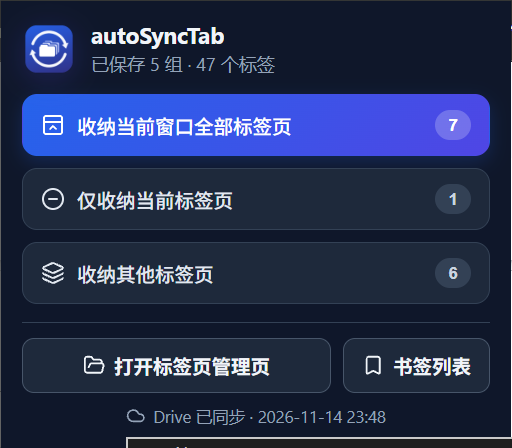 autoSyncTab
已保存 5 组 · 47 个标签
收纳当前窗口全部标签页 7
仅收纳当前标签页 1
收纳其他标签页 6
打开标签页管理页 书签列表
Drive 已同步 · 2026-11-14 23:48